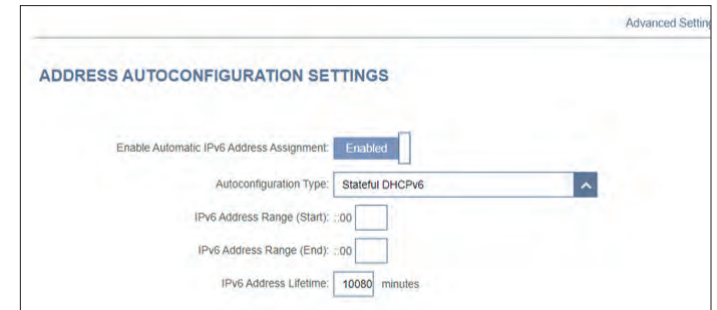 Advanced Setting
ADDRESS AUTOCONFIGURATION SETTINGS
Enable Automatic IPv6 Address Assignment: Enabled
Autoconfiguration Type: Stateful DHCPv6
IPv6 Address Range (Start): ::00
IPv6 Address Range (End): ::00
IPv6 Address Lifetime: 10080 minutes